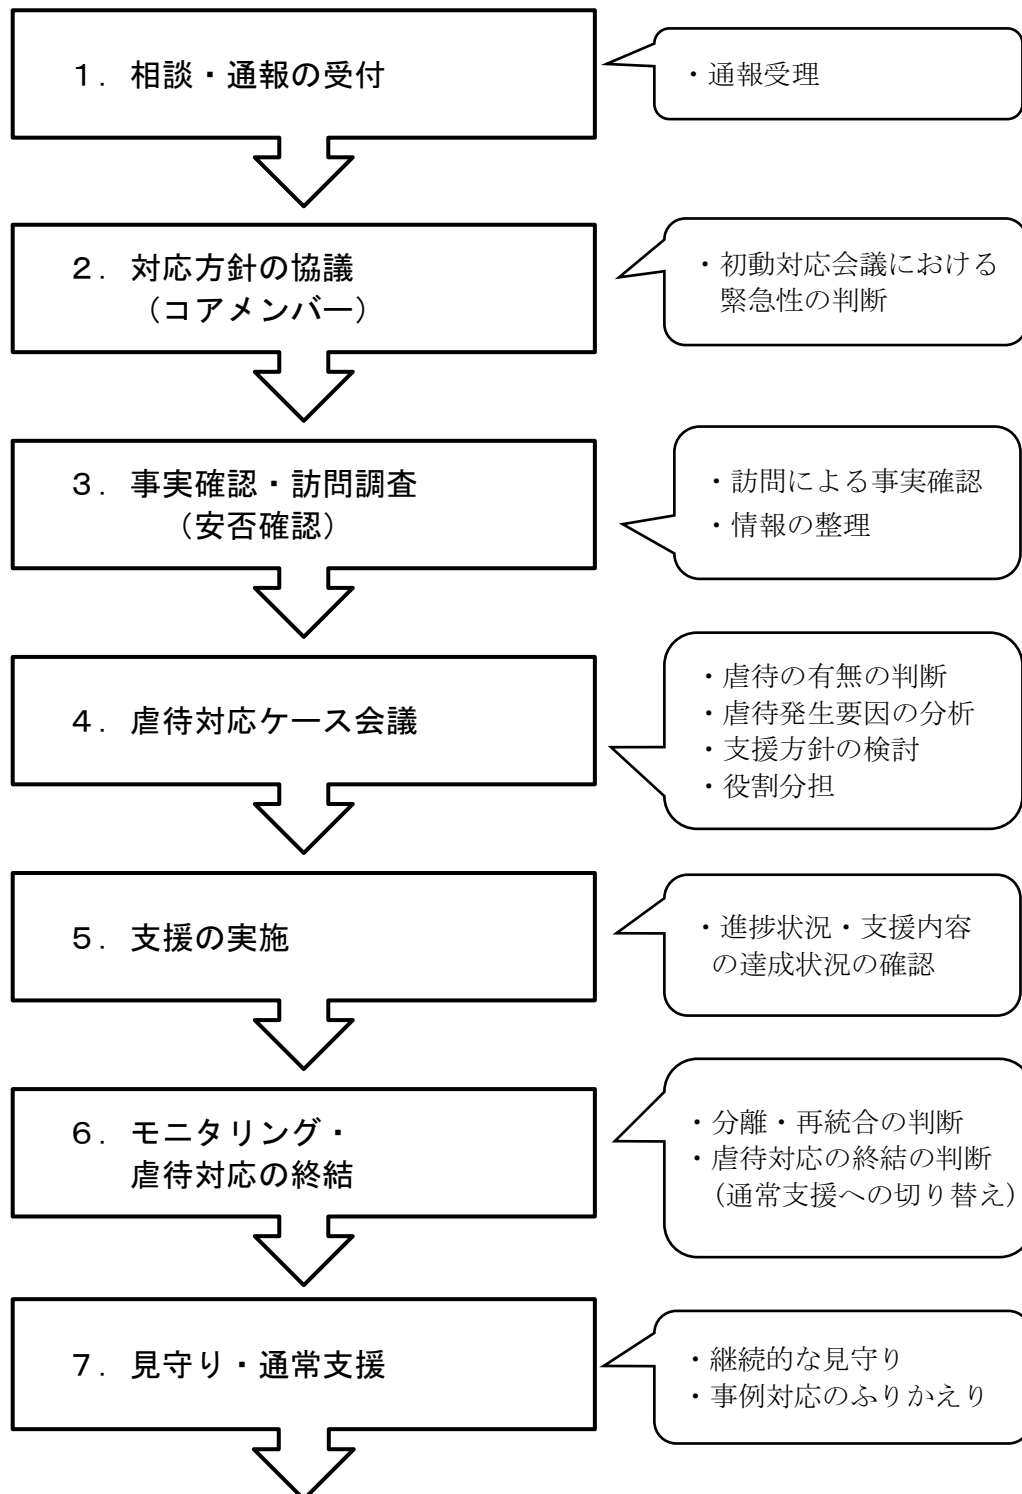 １．相談・通報の受付
・通報受理
２．対応方針の協議
（コアメンバー）
・初動対応会議における
緊急性の判断
３．事実確認・訪問調査
（安否確認）
・訪問による事実確認
・情報の整理
４．虐待対応ケース会議
・虐待の有無の判断
・虐待発生要因の分析
・支援方針の検討
・役割分担
５．支援の実施
・進捗状況・支援内容
の達成状況の確認
６．モニタリング・
虐待対応の終結
・分離・再統合の判断
・虐待対応の終結の判断
（通常支援への切り替え）
７．見守り・通常支援
・継続的な見守り
・事例対応のふりかえり